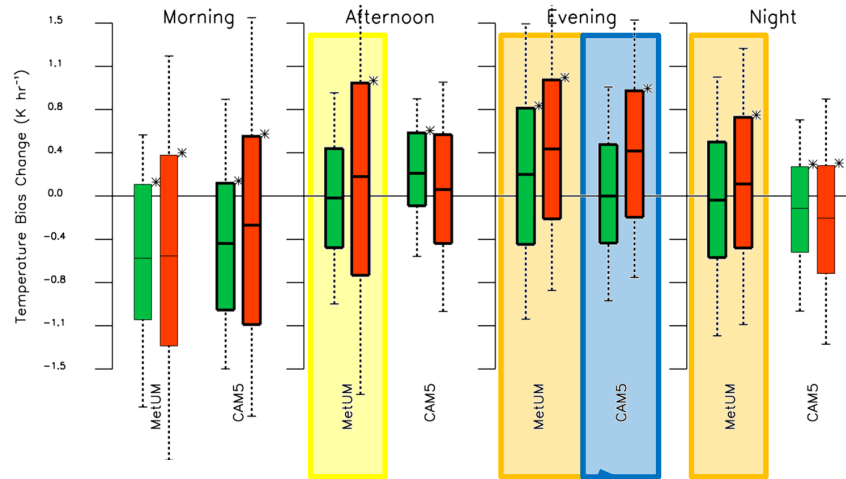 Morning
Afternoon
Evening
Night
Temperature Bias Change (K hr⁻¹)
1.5
1.1
0.8
0.4
0.0
-0.4
-0.8
-1.1
-1.5
* * * *
* *
* * *
* * *
MetUM
CAM5
MetUM
CAM5
MetUM
CAM5
MetUM
CAM5